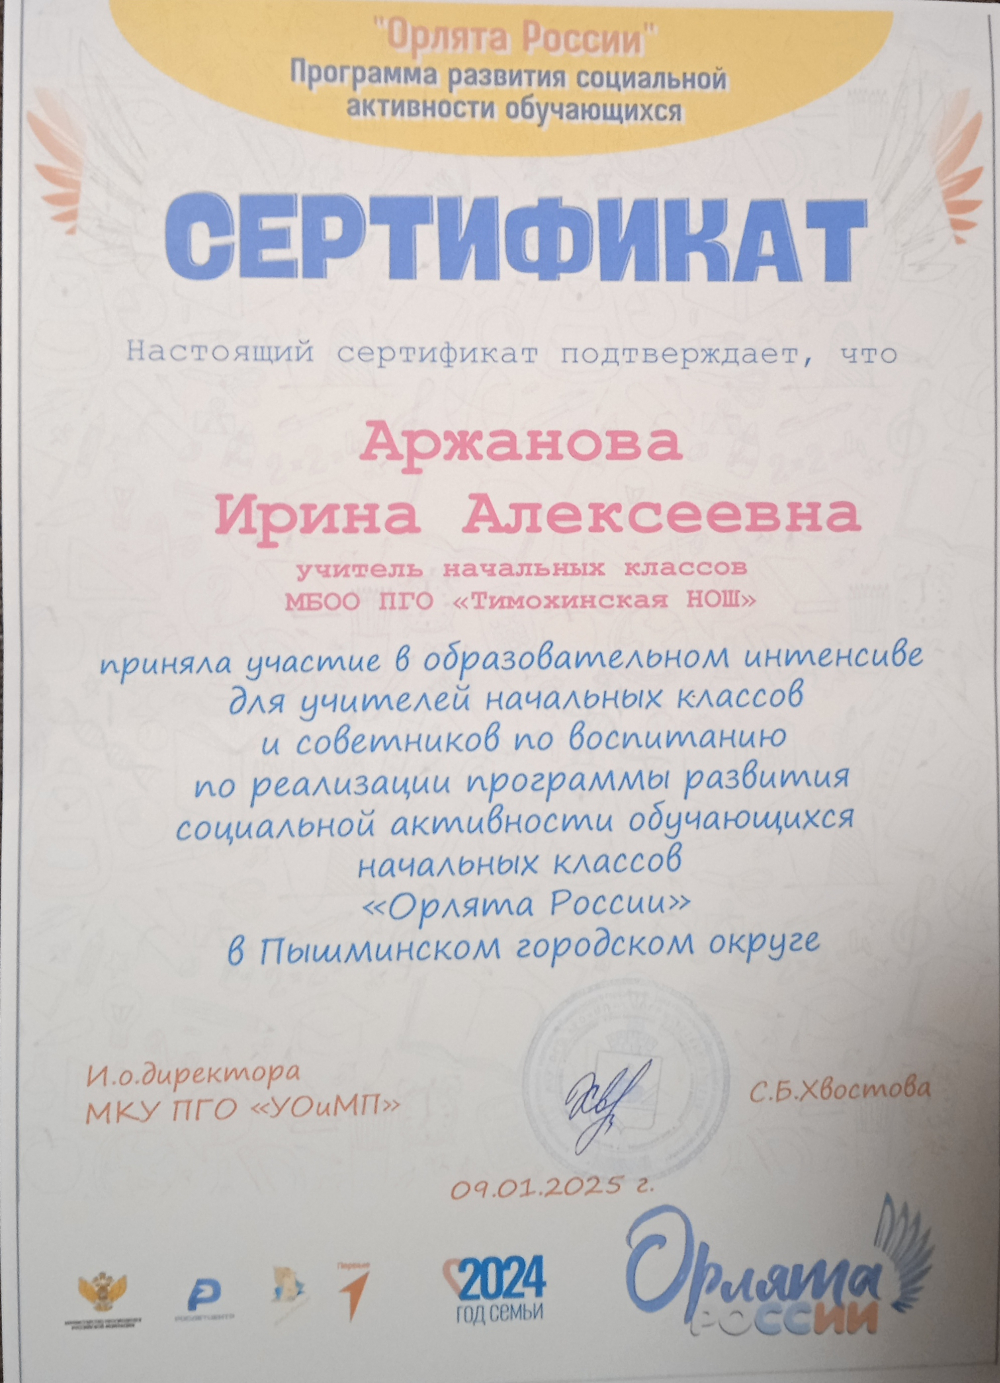 "Орлята России"
Программа развития социальной
активности обучающихся
СЕРТИФИКАТ
Настоящий сертификат подтверждает, что
Аржанова
Ирина Алексеевна
учитель начальных классов
МБОО ПГО «Тимохинская НОШ»
приняла участие в образовательном интенсиве
для учителей начальных классов
и советников по воспитанию
по реализации программы развития
социальной активности обучающихся
начальных классов
«Орлята России»
в Пышминском городском округе
И.о.директора
МКУ ПГО «УОиМП»
С.Б.Хвостова
09.01.2025 г.
Первые
2024
ГОД СЕМЬИ
Орлята
РОССИИ